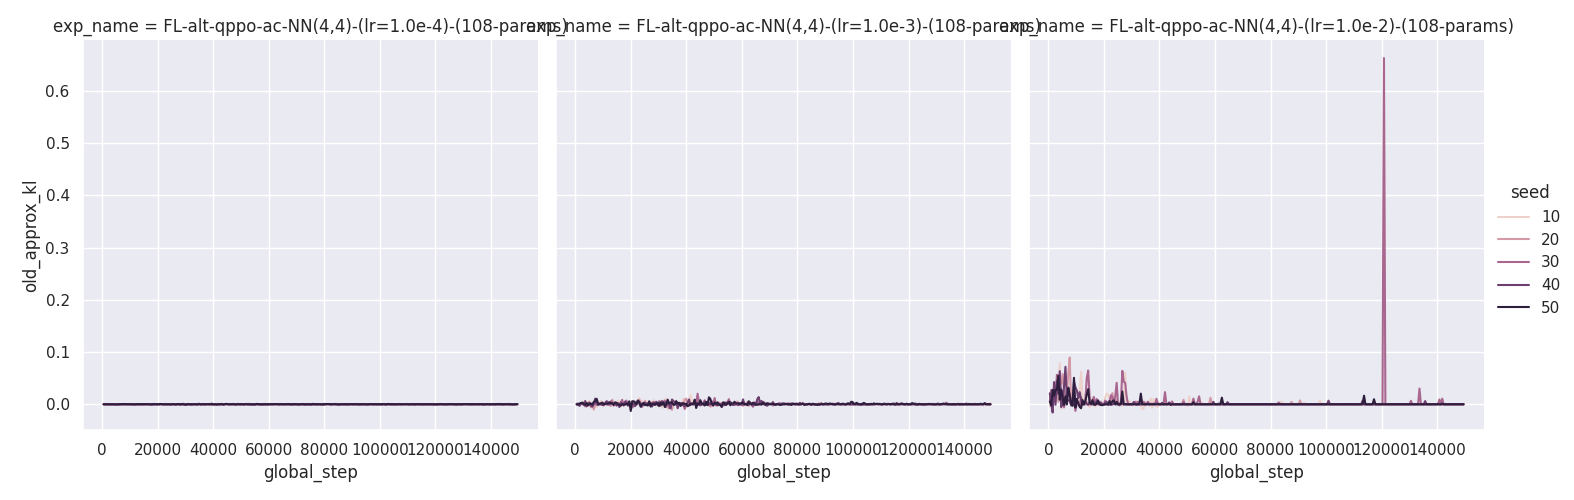 exp_name = FL-alt-qppo-ac-NN(4,4)-(lr=1.0e-4)-(108-params)
exp_name = FL-alt-qppo-ac-NN(4,4)-(lr=1.0e-3)-(108-params)
exp_name = FL-alt-qppo-ac-NN(4,4)-(lr=1.0e-2)-(108-params)
old_approx_kl
0.6
0.5
0.4
0.3
0.2
0.1
0.0
0 20000 40000 60000 80000 100000 120000 140000
0 20000 40000 60000 80000 100000 120000 140000
0 20000 40000 60000 80000 100000 120000 140000
global_step
global_step
global_step
seed
10
20
30
40
50